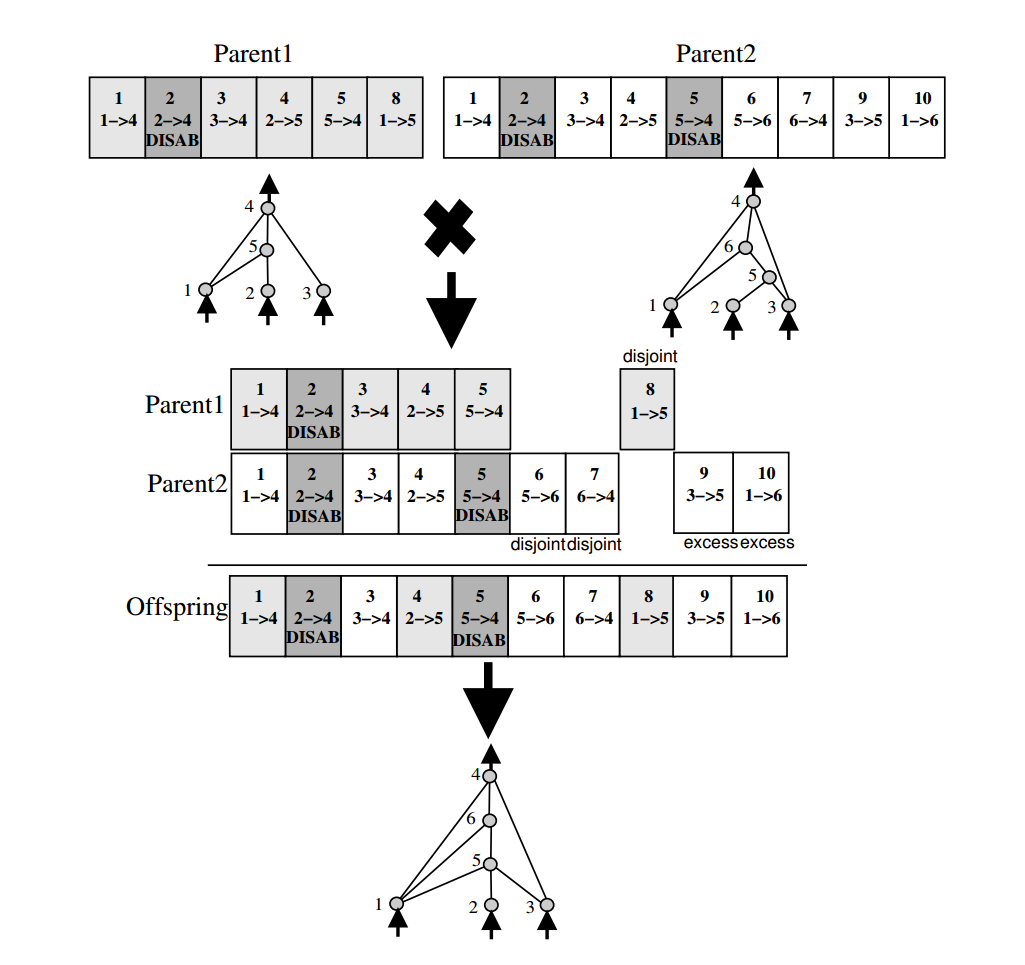 Parent1 Parent2
1 2 3 4 5 8 1 2 3 4 5 6 7 9 10
1–>4 2–>4 3–>4 2–>5 5–>4 1–>5 1–>4 2–>4 3–>4 2–>5 5–>4 5–>6 6–>4 3–>5 1–>6
DISAB DISAB DISAB
4 4
5 6
5
1 2 3 1 2 3
disjoint
Parent1 1 2 3 4 5 8
1–>4 2–>4 3–>4 2–>5 5–>4 1–>5
DISAB
Parent2 1 2 3 4 5 6 7 9 10
1–>4 2–>4 3–>4 2–>5 5–>4 5–>6 6–>4 3–>5 1–>6
DISAB DISAB
disjoint disjoint excess excess
Offspring 1 2 3 4 5 6 7 8 9 10
1–>4 2–>4 3–>4 2–>5 5–>4 5–>6 6–>4 1–>5 3–>5 1–>6
DISAB DISAB
4
6
5
1 2 3